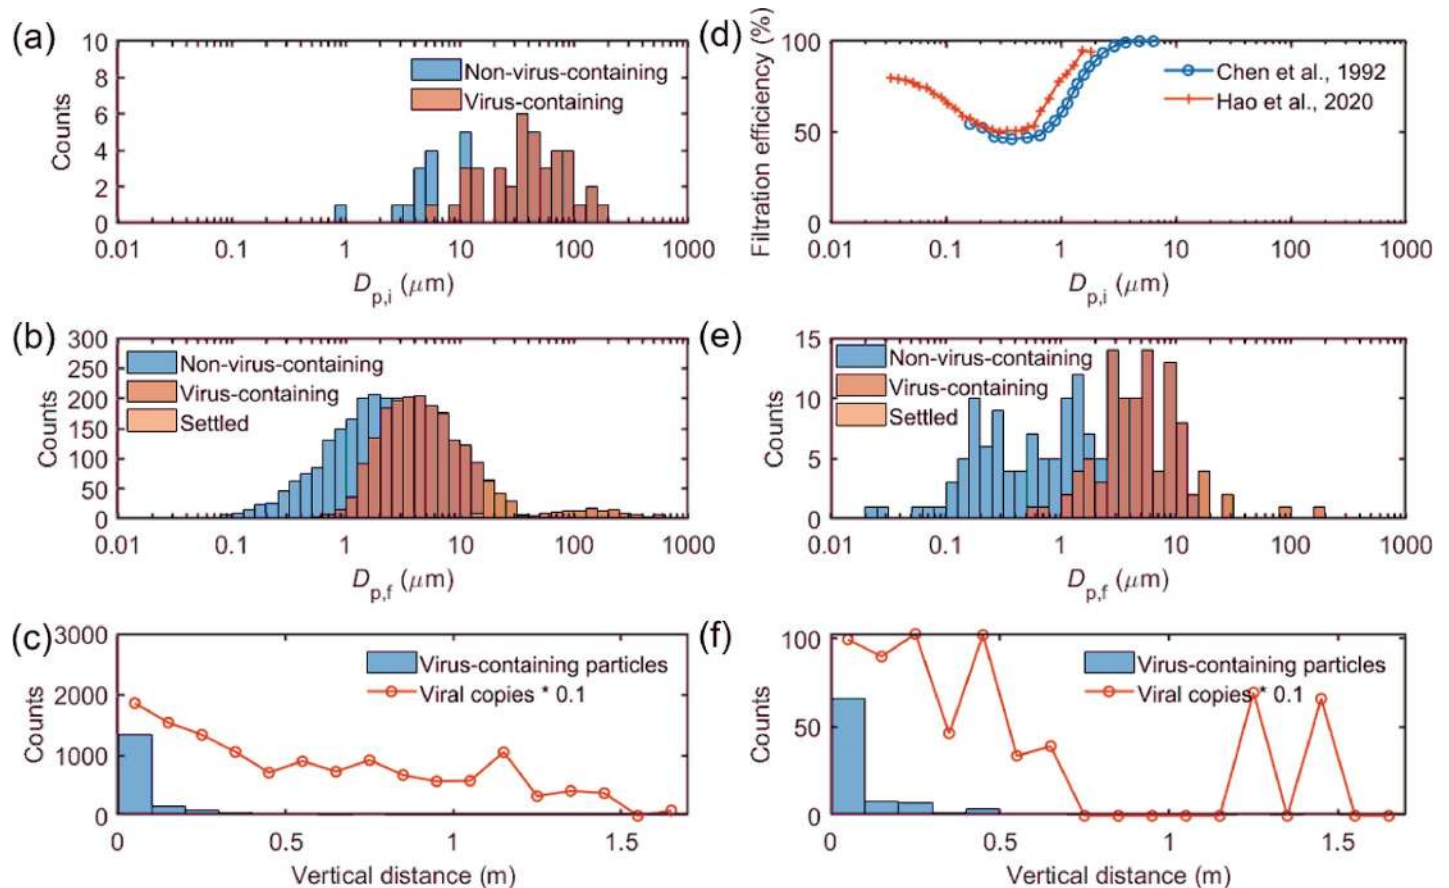 (a)
10
8
6
4
2
0
Counts
Non-virus-containing
Virus-containing
0.01 0.1 1 10 100 1000
D_p,i (μm)
(d)
100
50
0
Filtration efficiency (%)
Chen et al., 1992
Hao et al., 2020
0.01 0.1 1 10 100 1000
D_p,i (μm)
(b)
300
250
200
150
100
50
0
Counts
Non-virus-containing
Virus-containing
Settled
0.01 0.1 1 10 100 1000
D_p,f (μm)
(e)
15
10
5
0
Counts
Non-virus-containing
Virus-containing
Settled
0.01 0.1 1 10 100 1000
D_p,f (μm)
(c)
3000
2000
1000
0
Counts
Virus-containing particles
Viral copies * 0.1
0 0.5 1 1.5
Vertical distance (m)
(f)
100
50
0
Counts
Virus-containing particles
Viral copies * 0.1
0 0.5 1 1.5
Vertical distance (m)